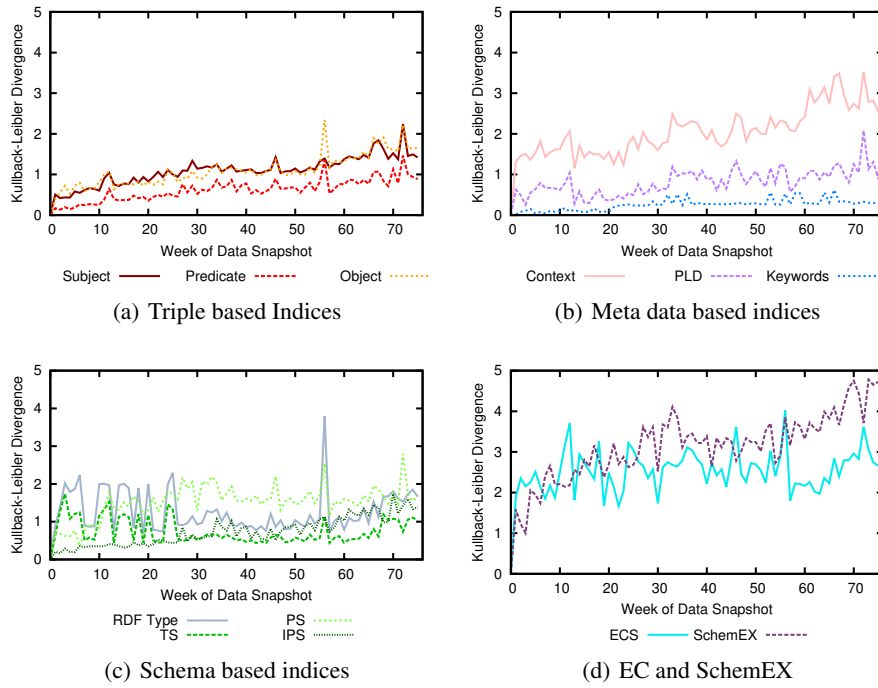 5
4
3
2
1
0
Kullback-Leibler Divergence
0 10 20 30 40 50 60 70
Week of Data Snapshot
Subject Predicate Object
(a) Triple based Indices
5
4
3
2
1
0
Kullback-Leibler Divergence
0 10 20 30 40 50 60 70
Week of Data Snapshot
Context PLD Keywords
(b) Meta data based indices
5
4
3
2
1
0
Kullback-Leibler Divergence
0 10 20 30 40 50 60 70
Week of Data Snapshot
RDF Type PS
TS IPS
(c) Schema based indices
5
4
3
2
1
0
Kullback-Leibler Divergence
0 10 20 30 40 50 60 70
Week of Data Snapshot
ECS SchemEX
(d) EC and SchemEX